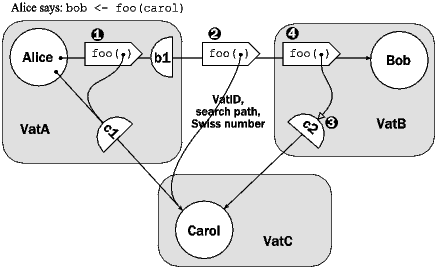 Alice says: bob <- foo(carol)
1 2 4
foo(·) foo(·) foo(·)
Alice b1 Bob
VatID,
search path,
Swiss number
VatA c1 c2 3 VatB
Carol
VatC